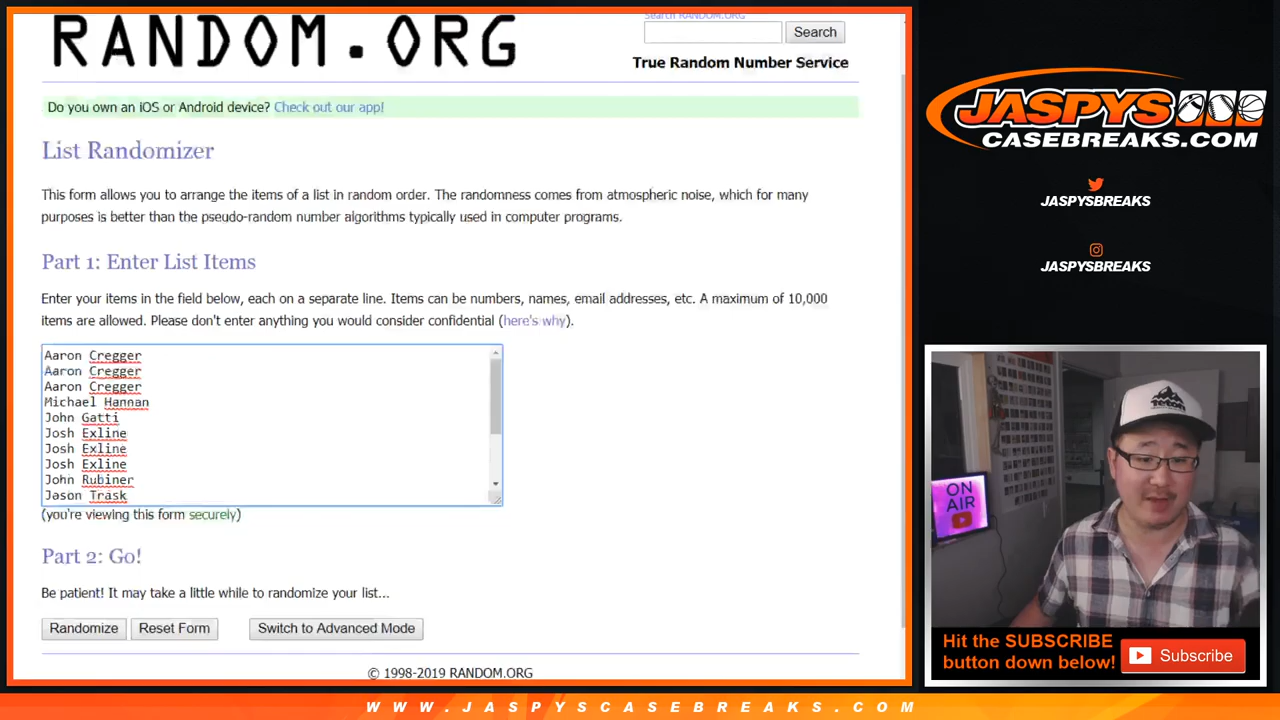 RANDOM.ORG
Search RANDOM.ORG
Search
True Random Number Service
Do you own an iOS or Android device? Check out our app!
List Randomizer
This form allows you to arrange the items of a list in random order. The randomness comes from atmospheric noise, which for many
purposes is better than the pseudo-random number algorithms typically used in computer programs.
Part 1: Enter List Items
Enter your items in the field below, each on a separate line. Items can be numbers, names, email addresses, etc. A maximum of 10,000
items are allowed. Please don't enter anything you would consider confidential (here's why).
Aaron Cregger
Aaron Cregger
Aaron Cregger
Michael Hannan
John Gatti
Josh Exline
Josh Exline
Josh Exline
John Rubiner
Jason Trask
(you're viewing this form securely)
Part 2: Go!
Be patient! It may take a little while to randomize your list...
Randomize
Reset Form
Switch to Advanced Mode
© 1998-2019 RANDOM.ORG
JASPYS
CASEBREAKS.COM
JASPYSBREAKS
JASPYSBREAKS
ON
AIR
TETON
Hit the SUBSCRIBE
button down below!
Subscribe
WWW.JASPYSCASEBREAKS.COM